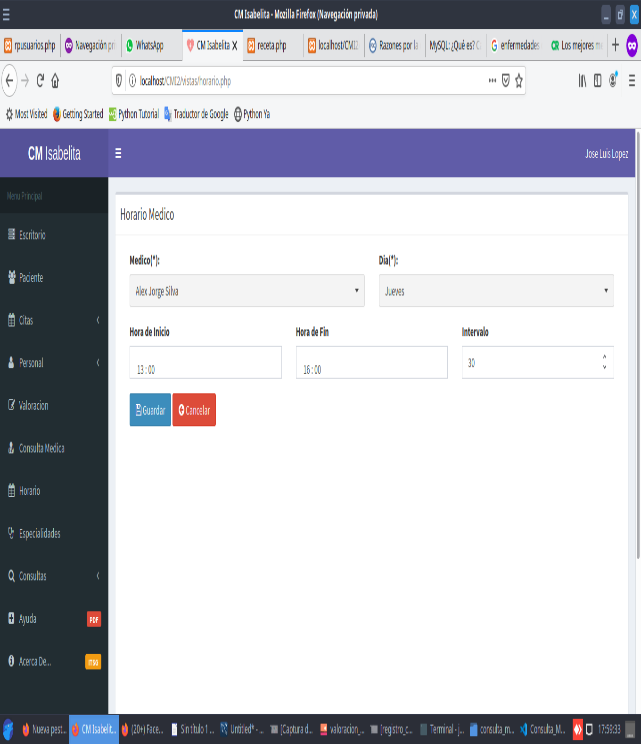 CM Isabelita - Mozilla Firefox (Navegación privada)
rpusuarios.php
Navegación pri
WhatsApp
CM Isabelita
receta.php
localhost/CMI2
Razones por la
MySQL: ¿Qué es? C
enfermedades
Los mejores m
localhost/CMI2/vistas/horario.php
Most Visited Getting Started Python Tutorial Traductor de Google Python Ya
CM Isabelita
Jose Luis Lopez
Menu Principal
Horario Medico
Escritorio
Medico(*):
Dia(*):
Paciente
Alex Jorge Silva
Jueves
Citas
Hora de Inicio
Hora de Fin
Intervalo
Personal
13 : 00
16 : 00
30
Valoracion
Guardar
Cancelar
Consulta Medica
Horario
Especialidades
Consultas
Ayuda
PDF
Acerca De...
Nueva pest...
CM Isabelit...
(20+) Face...
Sin título 1 ...
Untitled* - ...
[Captura d...
valoracion_...
[registro_c...
Terminal - j...
consulta_m...
Consulta_M...
17:59:33